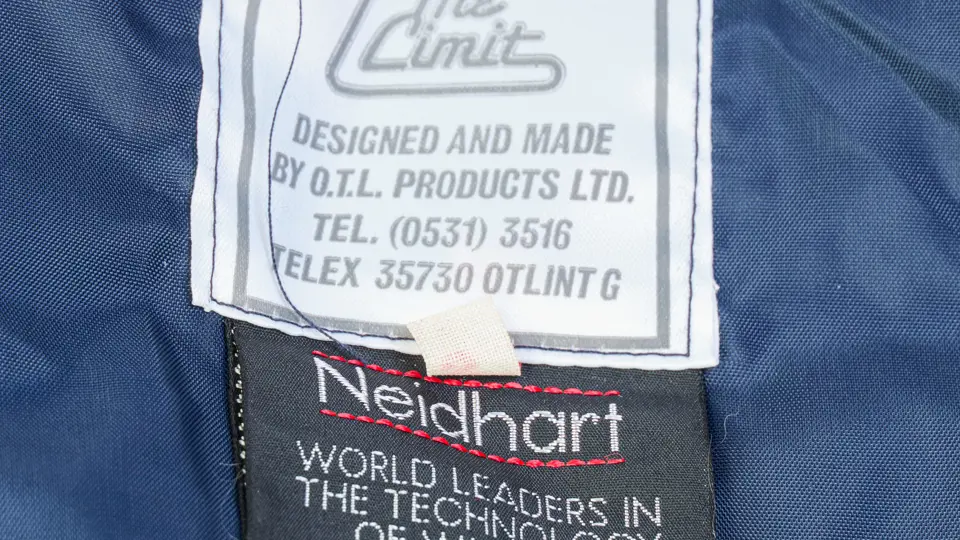 The
Limit
DESIGNED AND MADE
BY O.T.L. PRODUCTS LTD.
TEL. (0531) 3516
TELEX 35730 OTLINT G
Neidhart
WORLD LEADERS IN
THE TECHNOLOGY
OF